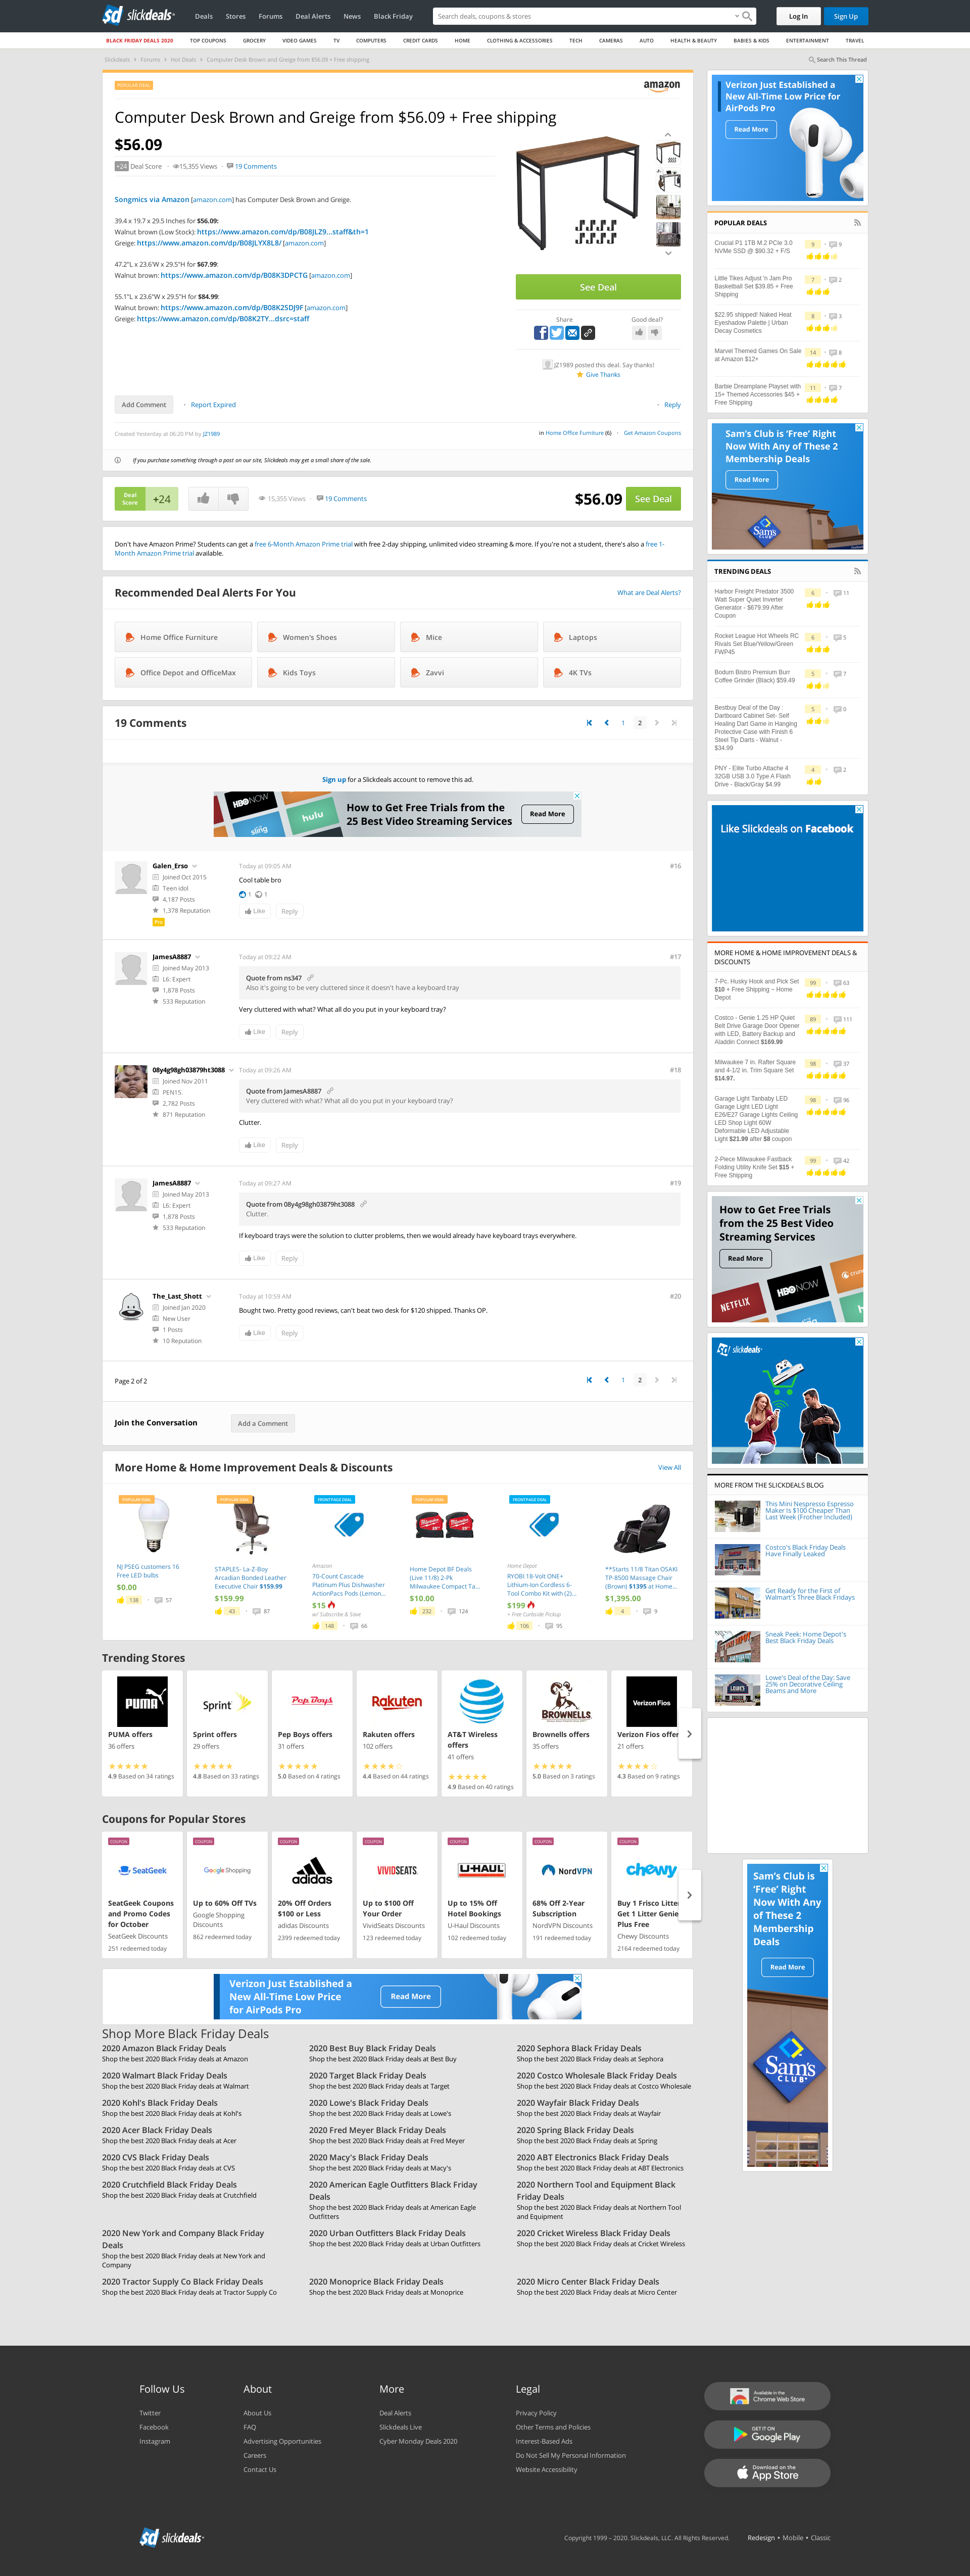 slickdeals
Deals Stores Forums Deal Alerts News Black Friday
Search deals, coupons & stores
Log In Sign Up
BLACK FRIDAY DEALS 2020 TOP COUPONS GROCERY VIDEO GAMES TV COMPUTERS CREDIT CARDS HOME CLOTHING & ACCESSORIES TECH CAMERAS AUTO HEALTH & BEAUTY BABIES & KIDS ENTERTAINMENT TRAVEL
Slickdeals Forums Hot Deals Computer Desk Brown and Greige from $56.09 + Free shipping
Search This Thread
POPULAR DEAL
amazon
Computer Desk Brown and Greige from $56.09 + Free shipping
$56.09
+24 Deal Score 15,355 Views 19 Comments
Songmics via Amazon [amazon.com] has Computer Desk Brown and Greige.
39.4 x 19.7 x 29.5 Inches for $56.09:
Walnut brown (Low Stock): https://www.amazon.com/dp/B08JLZ9...staff&th=1
Greige: https://www.amazon.com/dp/B08JLYX8L8/ [amazon.com]
47.2"L x 23.6"W x 29.5"H for $67.99:
Walnut brown: https://www.amazon.com/dp/B08K3DPCTG [amazon.com]
55.1"L x 23.6"W x 29.5"H for $84.99:
Walnut brown: https://www.amazon.com/dp/B08K2SDJ9F [amazon.com]
Greige: https://www.amazon.com/dp/B08K2TY...dsrc=staff
See Deal
Share Good deal?
JZ1989 posted this deal. Say thanks!
Give Thanks
Add Comment Report Expired Reply
Created Yesterday at 06:20 PM by JZ1989
in Home Office Furniture (6) Get Amazon Coupons
If you purchase something through a post on our site, Slickdeals may get a small share of the sale.
Deal Score +24 15,355 Views 19 Comments $56.09 See Deal
Don't have Amazon Prime? Students can get a free 6-Month Amazon Prime trial with free 2-day shipping, unlimited video streaming & more. If you're not a student, there's also a free 1-
Month Amazon Prime trial available.
Recommended Deal Alerts For You
What are Deal Alerts?
Home Office Furniture Women's Shoes Mice Laptops
Office Depot and OfficeMax Kids Toys Zavvi 4K TVs
19 Comments
1 2
Sign up for a Slickdeals account to remove this ad.
HBO NOW
sling
hulu
How to Get Free Trials from the
25 Best Video Streaming Services
Read More
Galen_Erso
Joined Oct 2015
Teen idol
4,187 Posts
1,378 Reputation
Pro
Today at 09:05 AM
#16
Cool table bro
1 1
Like Reply
JamesA8887
Joined May 2013
L6: Expert
1,878 Posts
533 Reputation
Today at 09:22 AM
#17
Quote from ns347
Also it's going to be very cluttered since it doesn't have a keyboard tray
Very cluttered with what? What all do you put in your keyboard tray?
Like Reply
08y4g98gh03879ht3088
Joined Nov 2011
PEN15.
2,782 Posts
871 Reputation
Today at 09:26 AM
#18
Quote from JamesA8887
Very cluttered with what? What all do you put in your keyboard tray?
Clutter.
Like Reply
JamesA8887
Joined May 2013
L6: Expert
1,878 Posts
533 Reputation
Today at 09:27 AM
#19
Quote from 08y4g98gh03879ht3088
Clutter.
If keyboard trays were the solution to clutter problems, then we would already have keyboard trays everywhere.
Like Reply
The_Last_Shott
Joined Jan 2020
New User
1 Posts
10 Reputation
Today at 10:59 AM
#20
Bought two. Pretty good reviews, can't beat two desk for $120 shipped. Thanks OP.
Like Reply
Page 2 of 2
1 2
Join the Conversation Add a Comment
More Home & Home Improvement Deals & Discounts
View All
POPULAR DEAL
NJ PSEG customers 16
Free LED bulbs
$0.00
138 57
POPULAR DEAL
STAPLES- La-Z-Boy
Arcadian Bonded Leather
Executive Chair $159.99
$159.99
43 87
FRONTPAGE DEAL
Amazon
70-Count Cascade
Platinum Plus Dishwasher
ActionPacs Pods (Lemon...
$15
w/ Subscribe & Save
148 66
POPULAR DEAL
Home Depot BF Deals
(Live 11/8) 2-Pk
Milwaukee Compact Ta...
$10.00
232 124
FRONTPAGE DEAL
Home Depot
RYOBI 18-Volt ONE+
Lithium-Ion Cordless 6-
Tool Combo Kit with (2)...
$199
+ Free Curbside Pickup
106 95
**Starts 11/8 Titan OSAKI
TP-8500 Massage Chair
(Brown) $1395 at Home...
$1,395.00
4 9
Trending Stores
PUMA
PUMA offers
36 offers
4.9 Based on 34 ratings
Sprint
Sprint offers
29 offers
4.8 Based on 33 ratings
Pep Boys
Pep Boys offers
31 offers
5.0 Based on 4 ratings
Rakuten
Rakuten offers
102 offers
4.4 Based on 44 ratings
AT&T Wireless
offers
41 offers
4.9 Based on 40 ratings
BROWNELLS
Brownells offers
35 offers
5.0 Based on 3 ratings
Verizon Fios
Verizon Fios offer
21 offers
4.3 Based on 9 ratings
Coupons for Popular Stores
COUPON
SeatGeek
SeatGeek Coupons
and Promo Codes
for October
SeatGeek Discounts
251 redeemed today
COUPON
Google Shopping
Up to 60% Off TVs
Google Shopping
Discounts
862 redeemed today
COUPON
adidas
20% Off Orders
$100 or Less
adidas Discounts
2399 redeemed today
COUPON
VIVIDSEATS
Up to $100 Off
Your Order
VividSeats Discounts
123 redeemed today
COUPON
U-HAUL
Up to 15% Off
Hotel Bookings
U-Haul Discounts
102 redeemed today
COUPON
NordVPN
68% Off 2-Year
Subscription
NordVPN Discounts
191 redeemed today
COUPON
chewy
Buy 1 Frisco Litter
Get 1 Litter Genie
Plus Free
Chewy Discounts
2164 redeemed today
Verizon Just Established a
New All-Time Low Price
for AirPods Pro
Read More
Shop More Black Friday Deals
2020 Amazon Black Friday Deals
Shop the best 2020 Black Friday deals at Amazon
2020 Best Buy Black Friday Deals
Shop the best 2020 Black Friday deals at Best Buy
2020 Sephora Black Friday Deals
Shop the best 2020 Black Friday deals at Sephora
2020 Walmart Black Friday Deals
Shop the best 2020 Black Friday deals at Walmart
2020 Target Black Friday Deals
Shop the best 2020 Black Friday deals at Target
2020 Costco Wholesale Black Friday Deals
Shop the best 2020 Black Friday deals at Costco Wholesale
2020 Kohl's Black Friday Deals
Shop the best 2020 Black Friday deals at Kohl's
2020 Lowe's Black Friday Deals
Shop the best 2020 Black Friday deals at Lowe's
2020 Wayfair Black Friday Deals
Shop the best 2020 Black Friday deals at Wayfair
2020 Acer Black Friday Deals
Shop the best 2020 Black Friday deals at Acer
2020 Fred Meyer Black Friday Deals
Shop the best 2020 Black Friday deals at Fred Meyer
2020 Spring Black Friday Deals
Shop the best 2020 Black Friday deals at Spring
2020 CVS Black Friday Deals
Shop the best 2020 Black Friday deals at CVS
2020 Macy's Black Friday Deals
Shop the best 2020 Black Friday deals at Macy's
2020 ABT Electronics Black Friday Deals
Shop the best 2020 Black Friday deals at ABT Electronics
2020 Crutchfield Black Friday Deals
Shop the best 2020 Black Friday deals at Crutchfield
2020 American Eagle Outfitters Black Friday
Deals
Shop the best 2020 Black Friday deals at American Eagle
Outfitters
2020 Northern Tool and Equipment Black
Friday Deals
Shop the best 2020 Black Friday deals at Northern Tool
and Equipment
2020 New York and Company Black Friday
Deals
Shop the best 2020 Black Friday deals at New York and
Company
2020 Urban Outfitters Black Friday Deals
Shop the best 2020 Black Friday deals at Urban Outfitters
2020 Cricket Wireless Black Friday Deals
Shop the best 2020 Black Friday deals at Cricket Wireless
2020 Tractor Supply Co Black Friday Deals
Shop the best 2020 Black Friday deals at Tractor Supply Co
2020 Monoprice Black Friday Deals
Shop the best 2020 Black Friday deals at Monoprice
2020 Micro Center Black Friday Deals
Shop the best 2020 Black Friday deals at Micro Center
Verizon Just Established a
New All-Time Low Price for
AirPods Pro
Read More
POPULAR DEALS
Crucial P1 1TB M.2 PCIe 3.0
NVMe SSD @ $90.32 + F/S
9 9
Little Tikes Adjust 'n Jam Pro
Basketball Set $39.85 + Free
Shipping
7 2
$22.95 shipped! Naked Heat
Eyeshadow Palette | Urban
Decay Cosmetics
8 3
Marvel Themed Games On Sale
at Amazon $12+
14 8
Barbie Dreamplane Playset with
15+ Themed Accessories $45 +
Free Shipping
11 7
Sam's Club is 'Free' Right
Now With Any of These 2
Membership Deals
Read More
Sam's
CLUB
TRENDING DEALS
Harbor Freight Predator 3500
Watt Super Quiet Inverter
Generator - $679.99 After
Coupon
6 11
Rocket League Hot Wheels RC
Rivals Set Blue/Yellow/Green
FWP45
6 5
Bodum Bistro Premium Burr
Coffee Grinder (Black) $59.49
5 7
Bestbuy Deal of the Day :
Dartboard Cabinet Set- Self
Healing Dart Game in Hanging
Protective Case with Finish 6
Steel Tip Darts - Walnut -
$34.99
5 0
PNY - Elite Turbo Attache 4
32GB USB 3.0 Type A Flash
Drive - Black/Gray $4.99
4 2
Like Slickdeals on Facebook
MORE HOME & HOME IMPROVEMENT DEALS &
DISCOUNTS
7-Pc. Husky Hook and Pick Set
$10 + Free Shipping ~ Home
Depot
99 63
Costco - Genie 1.25 HP Quiet
Belt Drive Garage Door Opener
with LED, Battery Backup and
Aladdin Connect $169.99
89 111
Milwaukee 7 in. Rafter Square
and 4-1/2 in. Trim Square Set
$14.97.
98 37
Garage Light Tanbaby LED
Garage Light LED Light
E26/E27 Garage Lights Ceiling
LED Shop Light 60W
Deformable LED Adjustable
Light $21.99 after $8 coupon
98 96
2-Piece Milwaukee Fastback
Folding Utility Knife Set $15 +
Free Shipping
99 42
How to Get Free Trials
from the 25 Best Video
Streaming Services
Read More
NETFLIX
HBO NOW
slickdeals
MORE FROM THE SLICKDEALS BLOG
This Mini Nespresso Espresso
Maker Is $100 Cheaper Than
Last Week (Frother Included)
Costco's Black Friday Deals
Have Finally Leaked
Get Ready for the First of
Walmart's Three Black Fridays
Sneak Peek: Home Depot's
Best Black Friday Deals
Lowe's Deal of the Day: Save
25% on Decorative Ceiling
Beams and More
Sam's Club is
'Free' Right
Now With Any
of These 2
Membership
Deals
Read More
Sam's
CLUB
Follow Us
Twitter
Facebook
Instagram
About
About Us
FAQ
Advertising Opportunities
Careers
Contact Us
More
Deal Alerts
Slickdeals Live
Cyber Monday Deals 2020
Legal
Privacy Policy
Other Terms and Policies
Interest-Based Ads
Do Not Sell My Personal Information
Website Accessibility
Available in the
Chrome Web Store
GET IT ON
Google Play
Download on the
App Store
slickdeals
Copyright 1999 – 2020. Slickdeals, LLC. All Rights Reserved. Redesign • Mobile • Classic